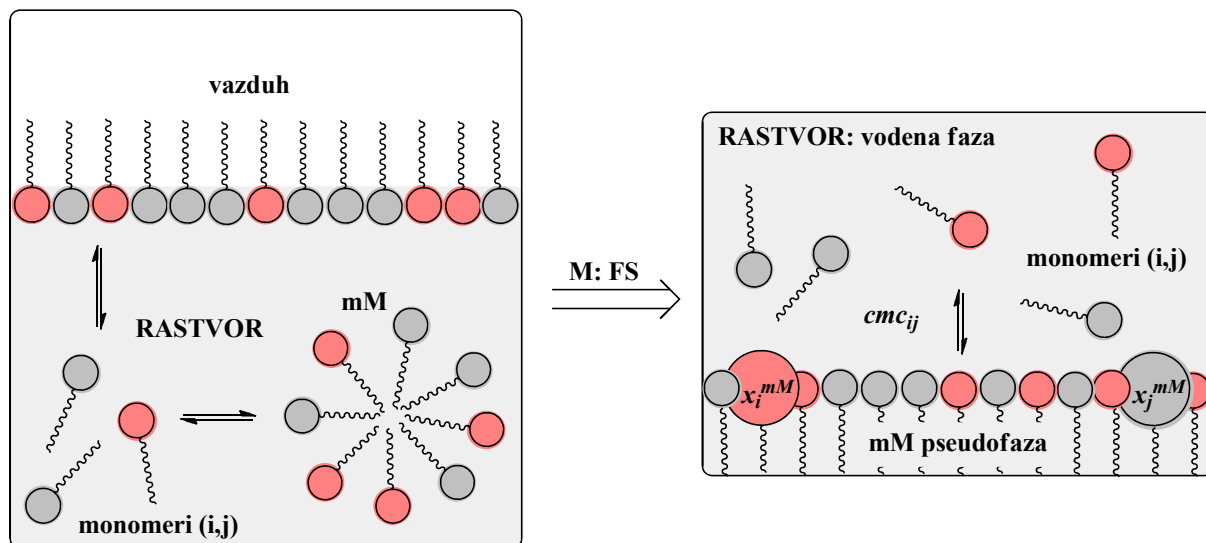 vazduh
mM
RASTVOR
monomeri (i,j)
M: FS
RASTVOR: vodena faza
monomeri (i,j)
cmc_ij
x_i^mM
x_j^mM
mM pseudofaza